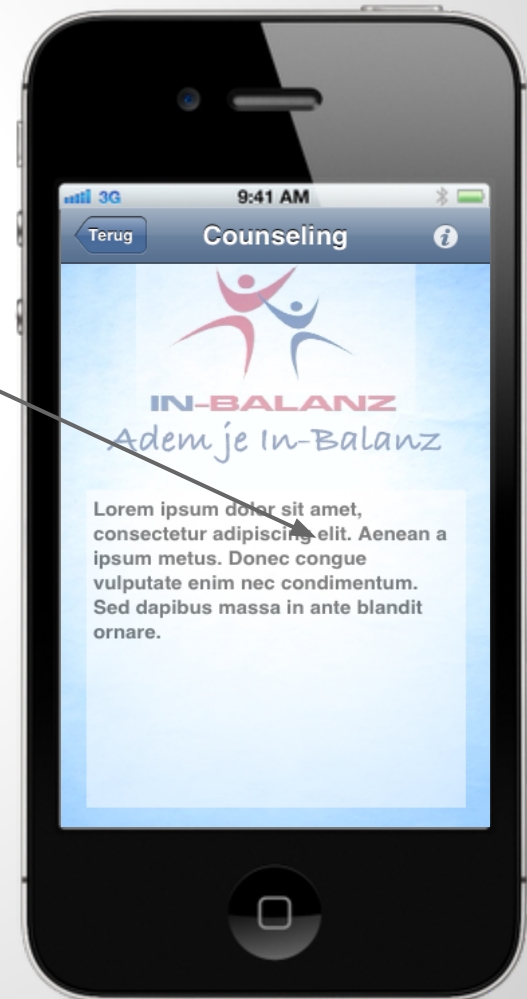 3G 9:41 AM
Terug Counseling i
IN-BALANZ
Adem je In-Balanz
Lorem ipsum dolor sit amet,
consectetur adipiscing elit. Aenean a
ipsum metus. Donec congue
vulputate enim nec condimentum.
Sed dapibus massa in ante blandit
ornare.